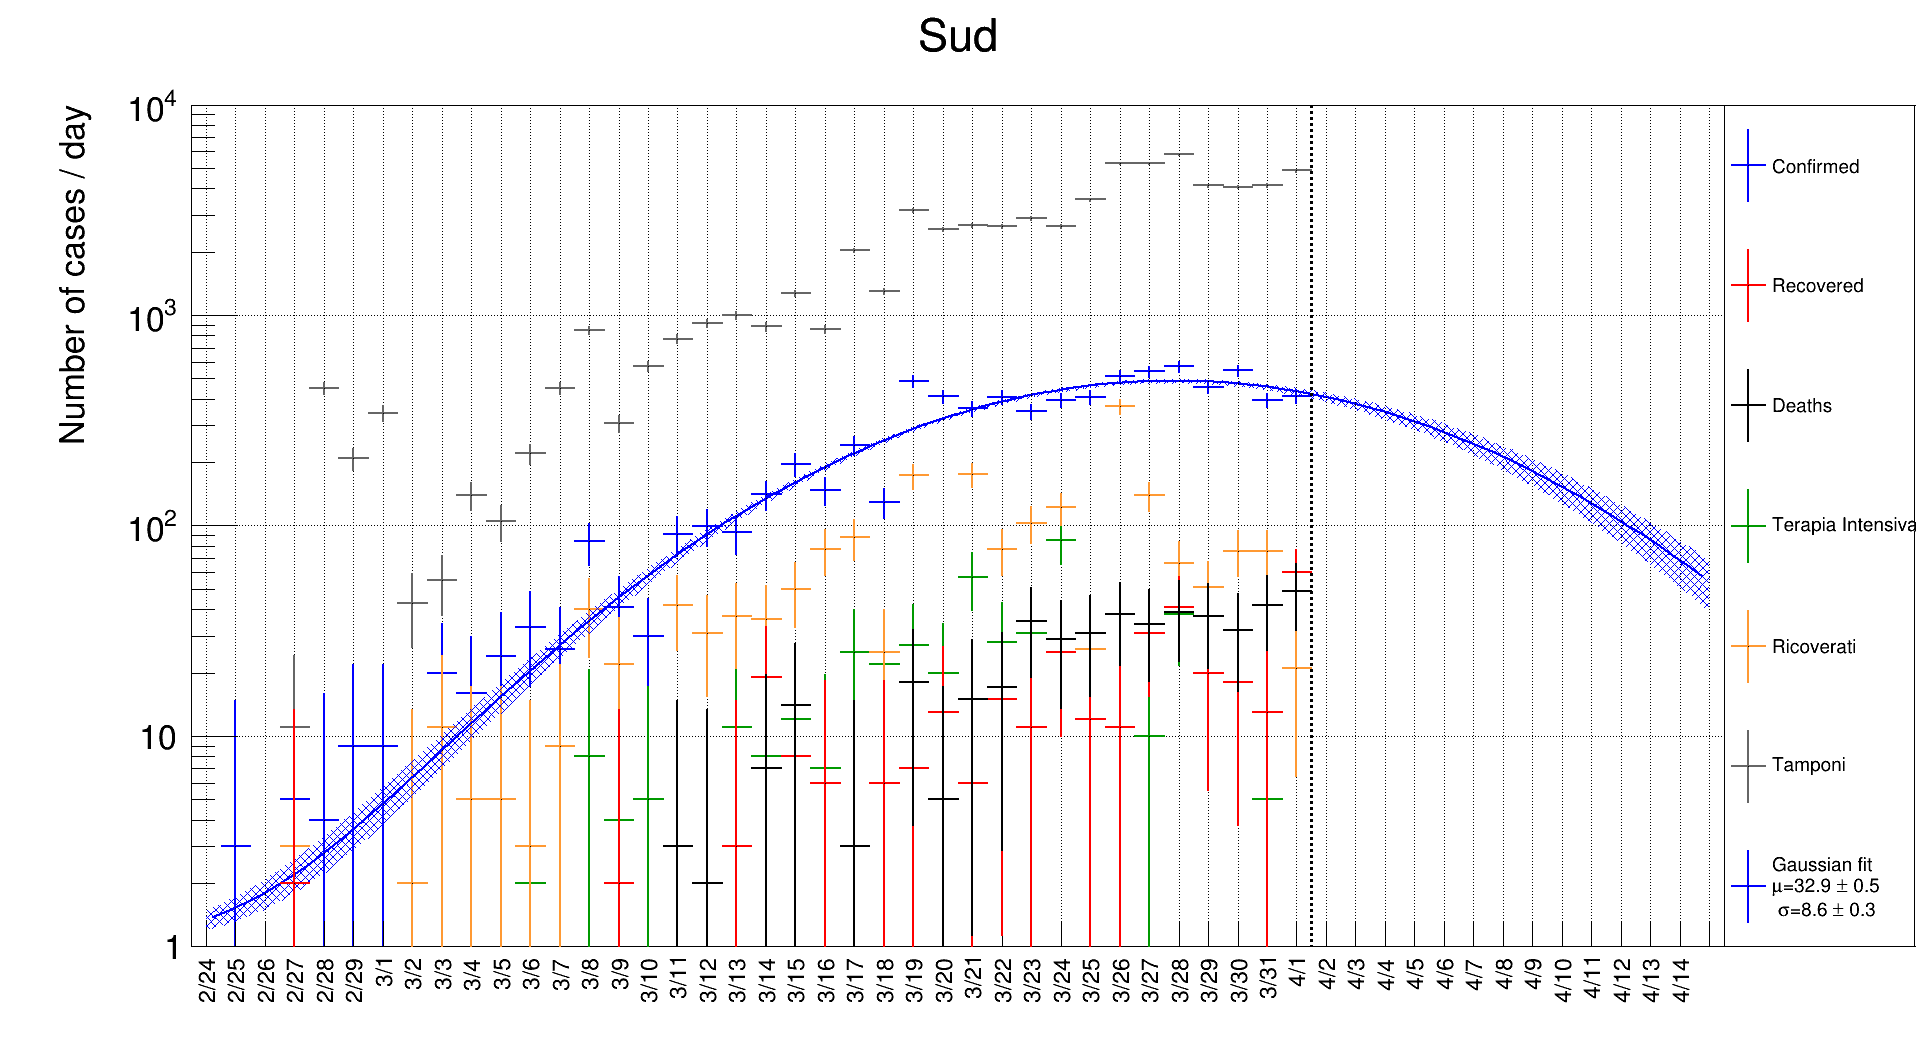 Sud
Number of cases / day
10^4
10^3
10^2
10
1
2/24 2/25 2/26 2/27 2/28 2/29 3/1 3/2 3/3 3/4 3/5 3/6 3/7 3/8 3/9 3/10 3/11 3/12 3/13 3/14 3/15 3/16 3/17 3/18 3/19 3/20 3/21 3/22 3/23 3/24 3/25 3/26 3/27 3/28 3/29 3/30 3/31 4/1 4/2 4/3 4/4 4/5 4/6 4/7 4/8 4/9 4/10 4/11 4/12 4/13 4/14
Confirmed
Recovered
Deaths
Terapia Intensiva
Ricoverati
Tamponi
Gaussian fit
μ=32.9 ± 0.5
σ=8.6 ± 0.3